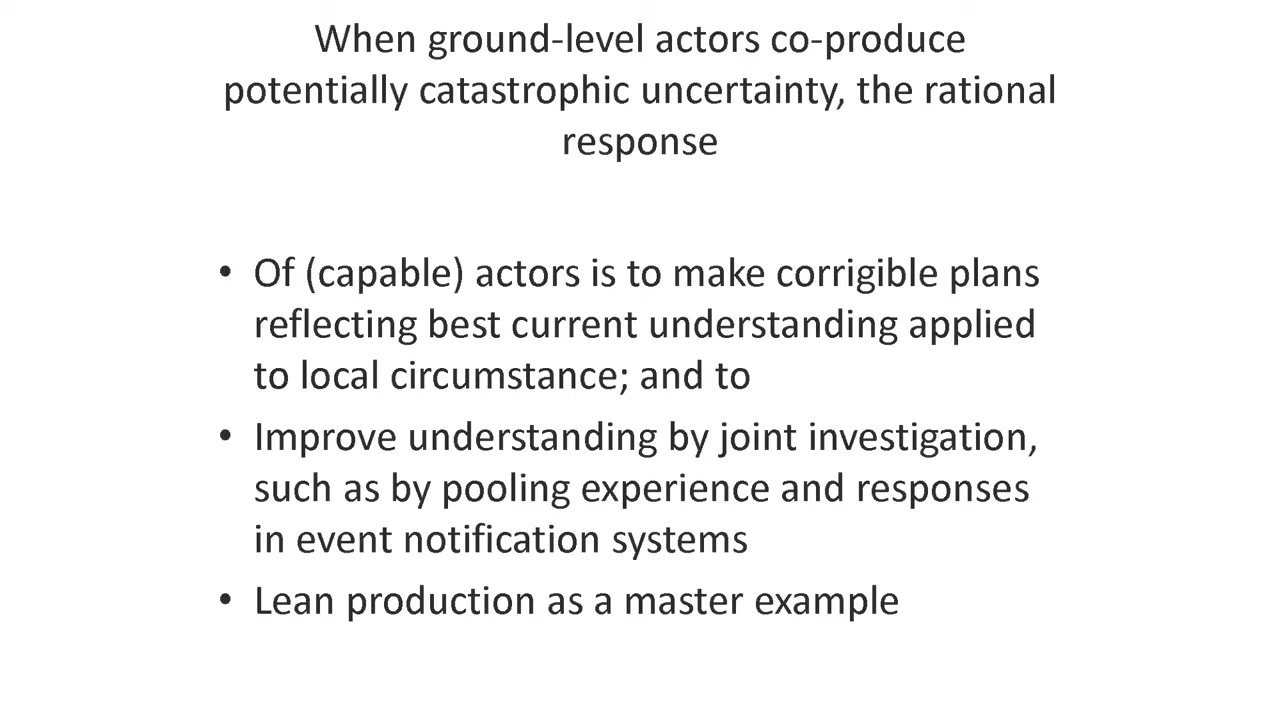 When ground-level actors co-produce
potentially catastrophic uncertainty, the rational
response
• Of (capable) actors is to make corrigible plans
reflecting best current understanding applied
to local circumstance; and to
• Improve understanding by joint investigation,
such as by pooling experience and responses
in event notification systems
• Lean production as a master example